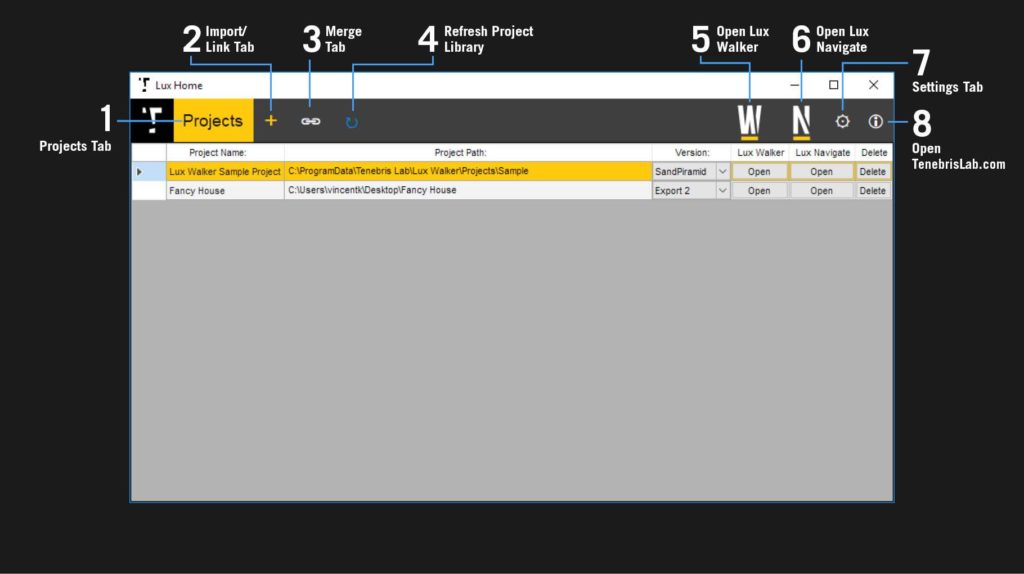 2 Import/
Link Tab
3 Merge
Tab
4 Refresh Project
Library
5 Open Lux
Walker
6 Open Lux
Navigate
7
Settings Tab
1
Projects Tab
8
Open
TenebrisLab.com
Lux Home
Projects
W
N
Project Name: Project Path: Version: Lux Walker Lux Navigate Delete
Lux Walker Sample Project C:\ProgramData\Tenebris Lab\Lux Walker\Projects\Sample SandPiramid Open Open Delete
Fancy House C:\Users\vincentk\Desktop\Fancy House Export 2 Open Open Delete